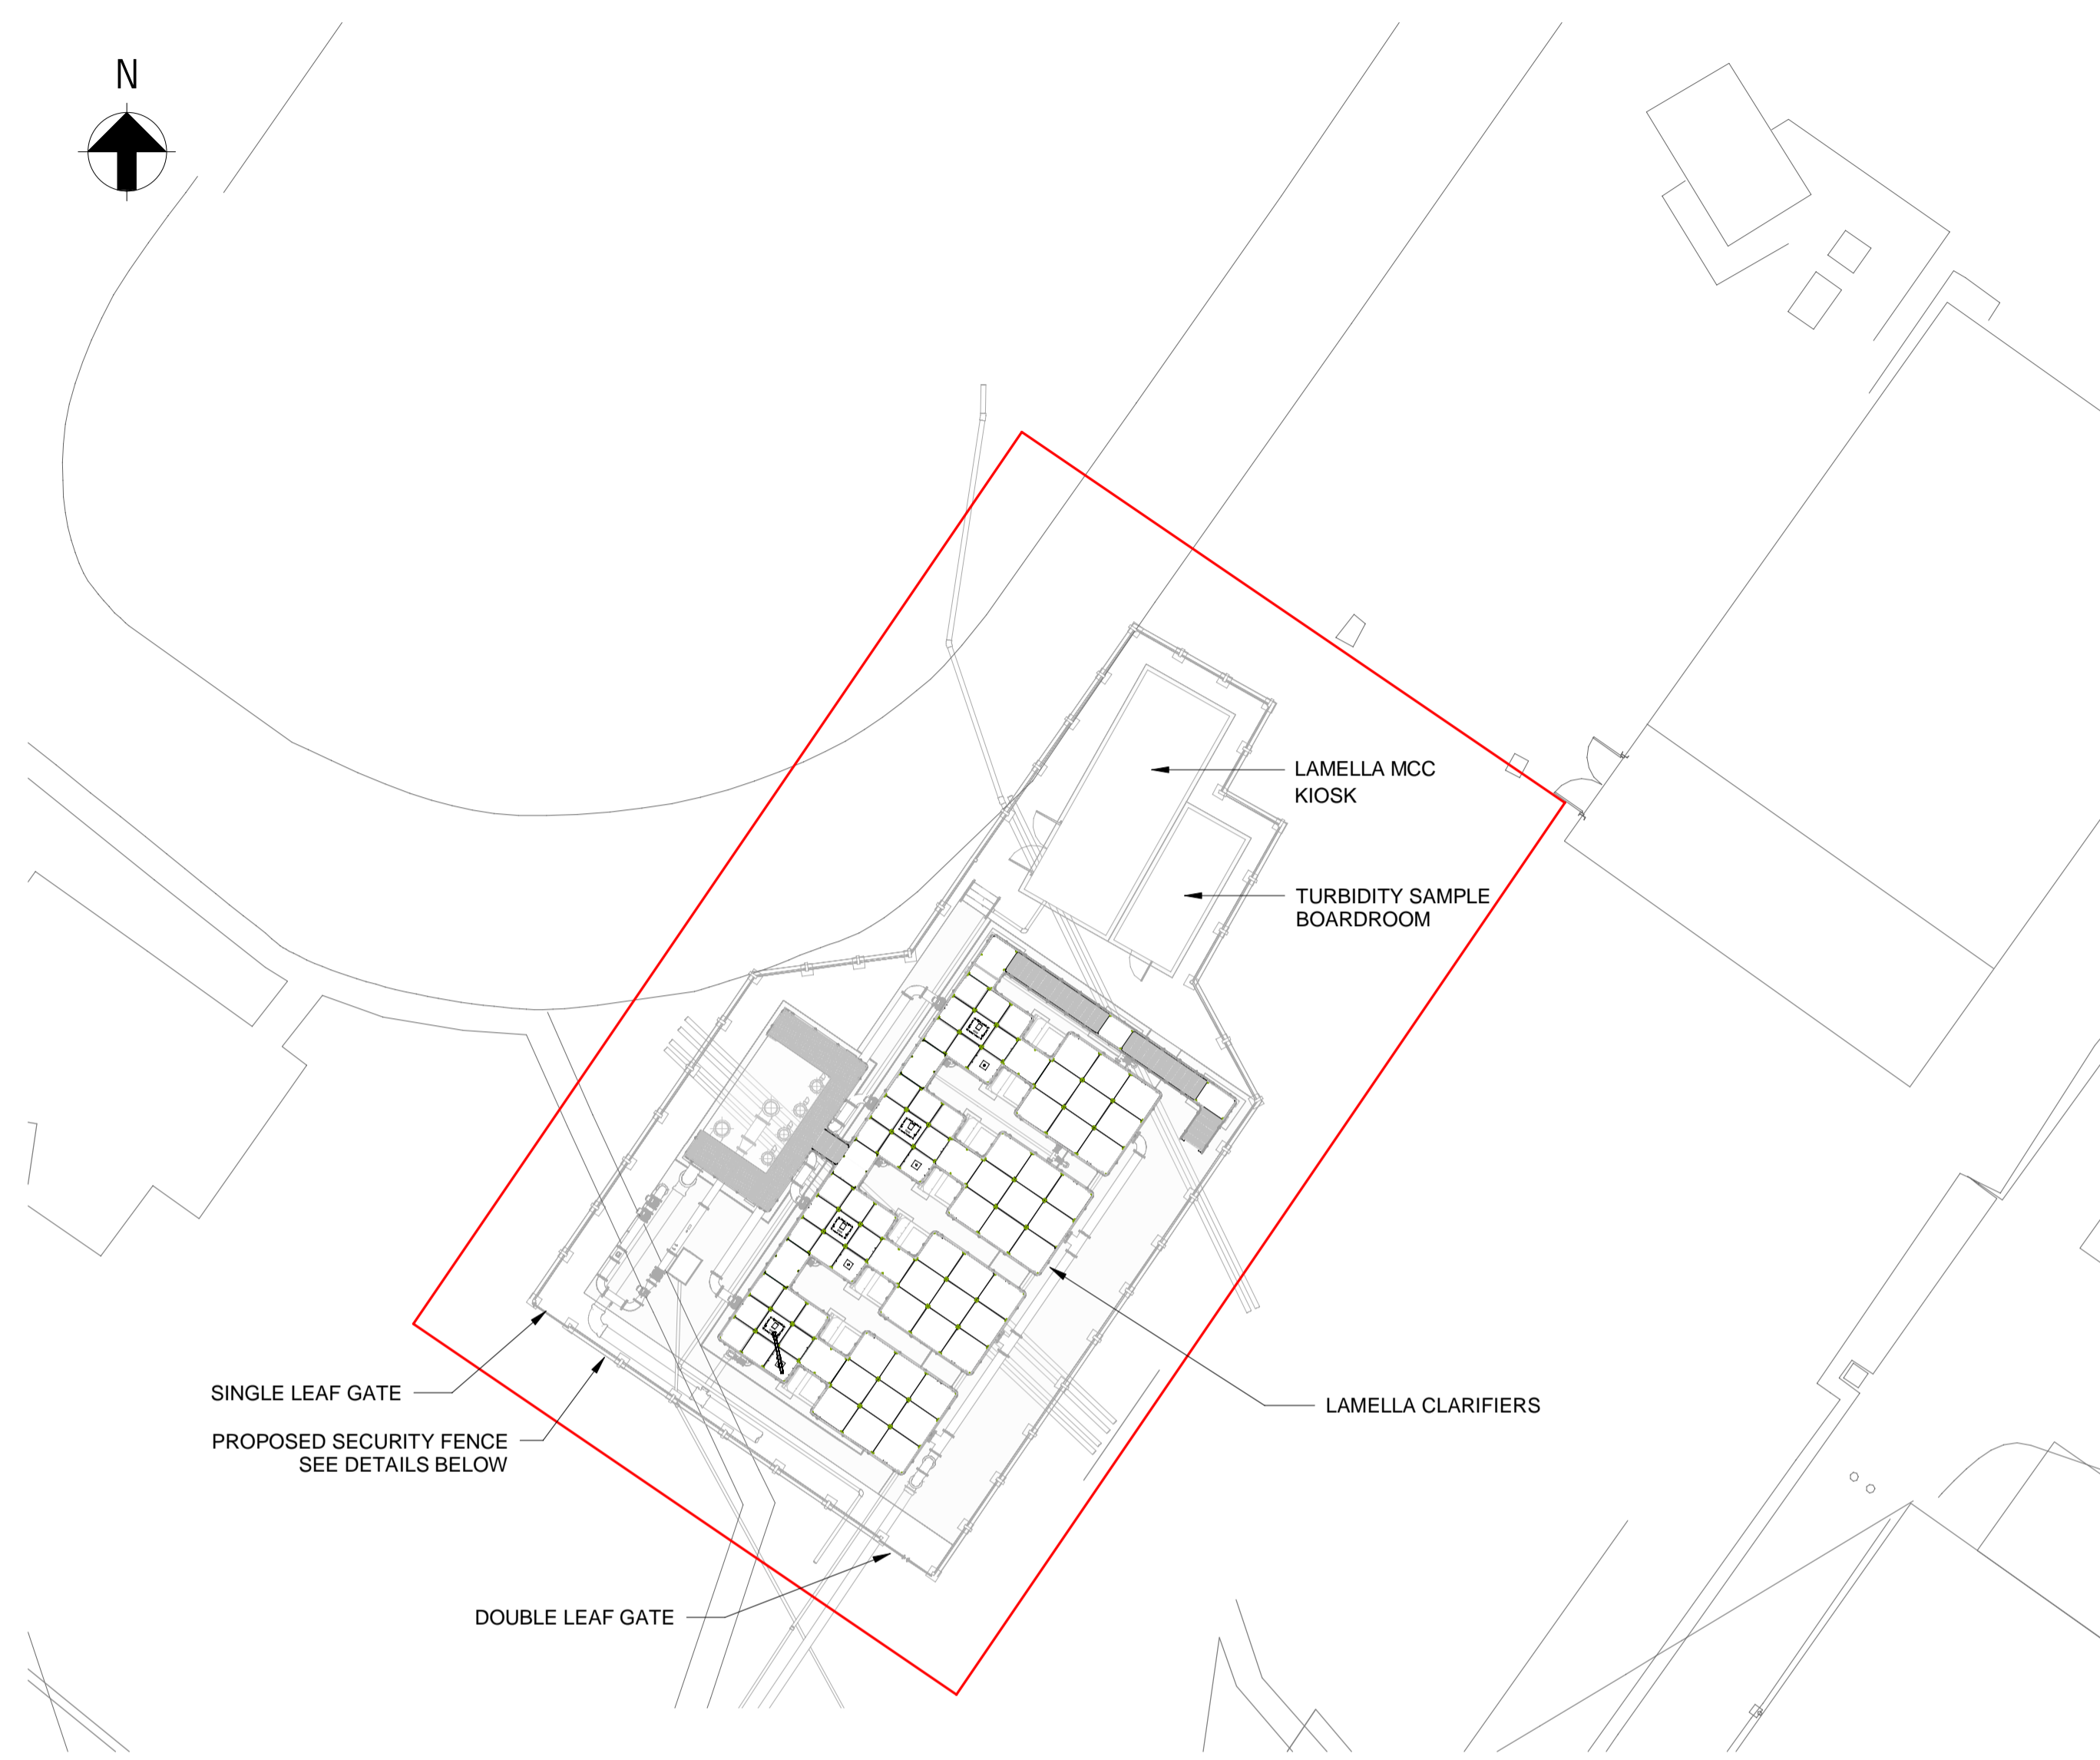 N
LAMELLA MCC
KIOSK
TURBIDITY SAMPLE
BOARDROOM
SINGLE LEAF GATE
LAMELLA CLARIFIERS
PROPOSED SECURITY FENCE
SEE DETAILS BELOW
DOUBLE LEAF GATE